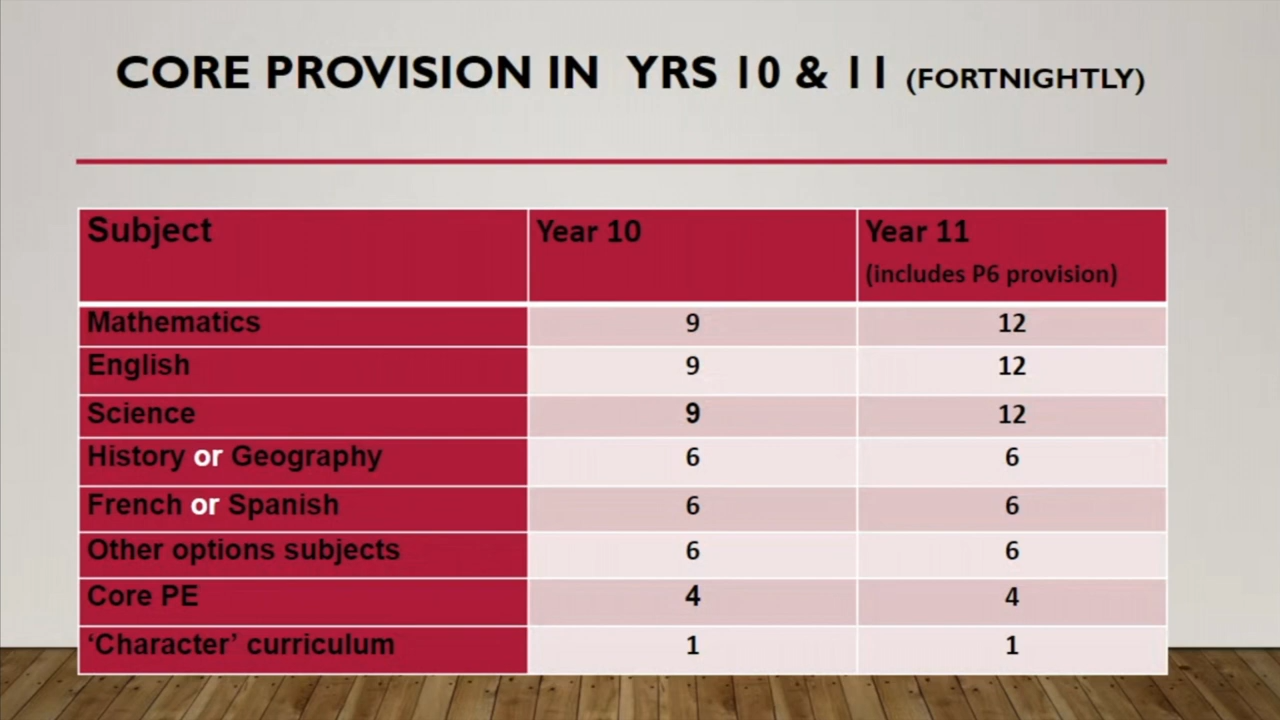 CORE PROVISION IN YRS 10 & 11 (FORTNIGHTLY)
Subject Year 10 Year 11
(includes P6 provision)
Mathematics 9 12
English 9 12
Science 9 12
History or Geography 6 6
French or Spanish 6 6
Other options subjects 6 6
Core PE 4 4
‘Character’ curriculum 1 1